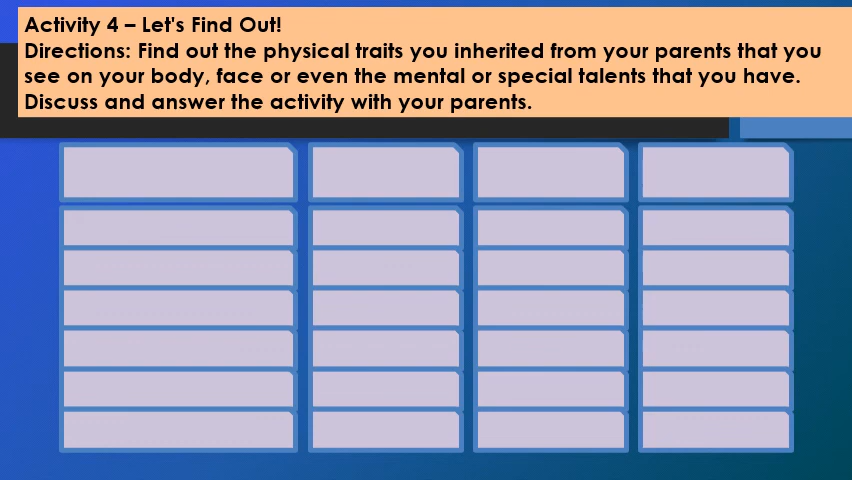 Activity 4 – Let's Find Out!
Directions: Find out the physical traits you inherited from your parents that you
see on your body, face or even the mental or special talents that you have.
Discuss and answer the activity with your parents.